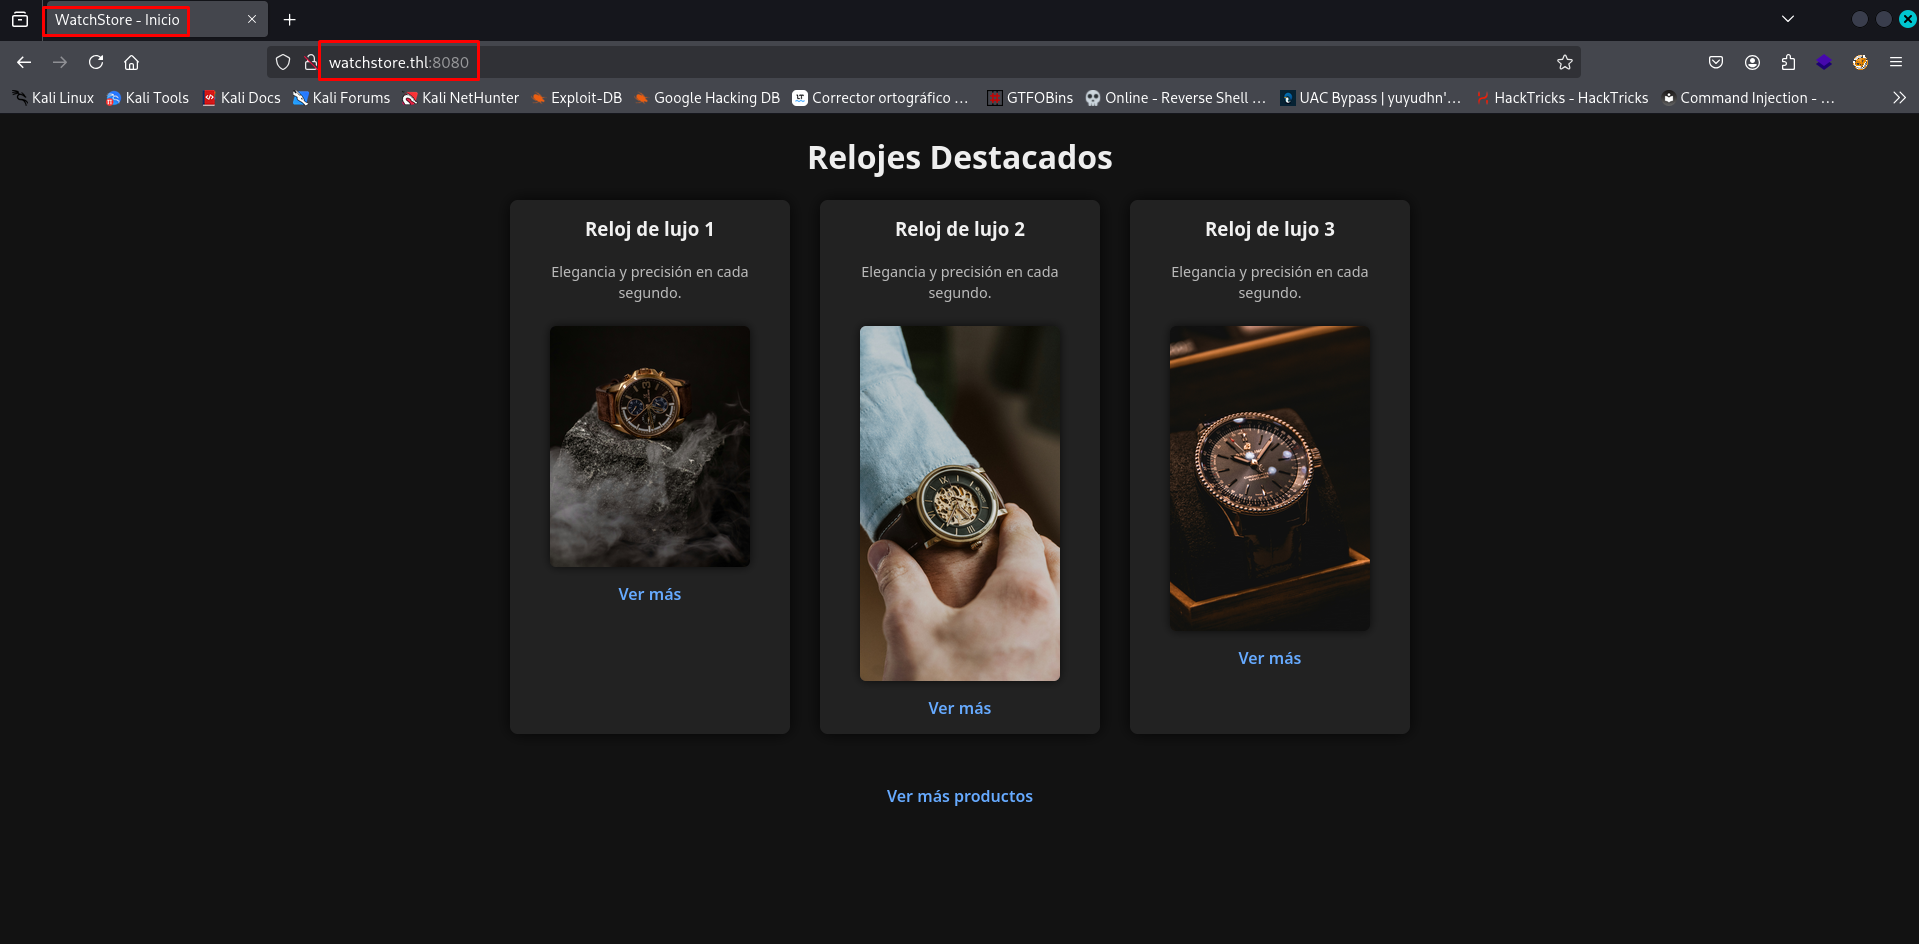 WatchStore - Inicio
watchstore.thl:8080
Kali Linux Kali Tools Kali Docs Kali Forums Kali NetHunter Exploit-DB Google Hacking DB Corrector ortográfico ... GTFOBins Online - Reverse Shell ... UAC Bypass | yuyudhn'... HackTricks - HackTricks Command Injection - ...
Relojes Destacados
Reloj de lujo 1
Elegancia y precisión en cada
segundo.
Ver más
Reloj de lujo 2
Elegancia y precisión en cada
segundo.
Ver más
Reloj de lujo 3
Elegancia y precisión en cada
segundo.
Ver más
Ver más productos